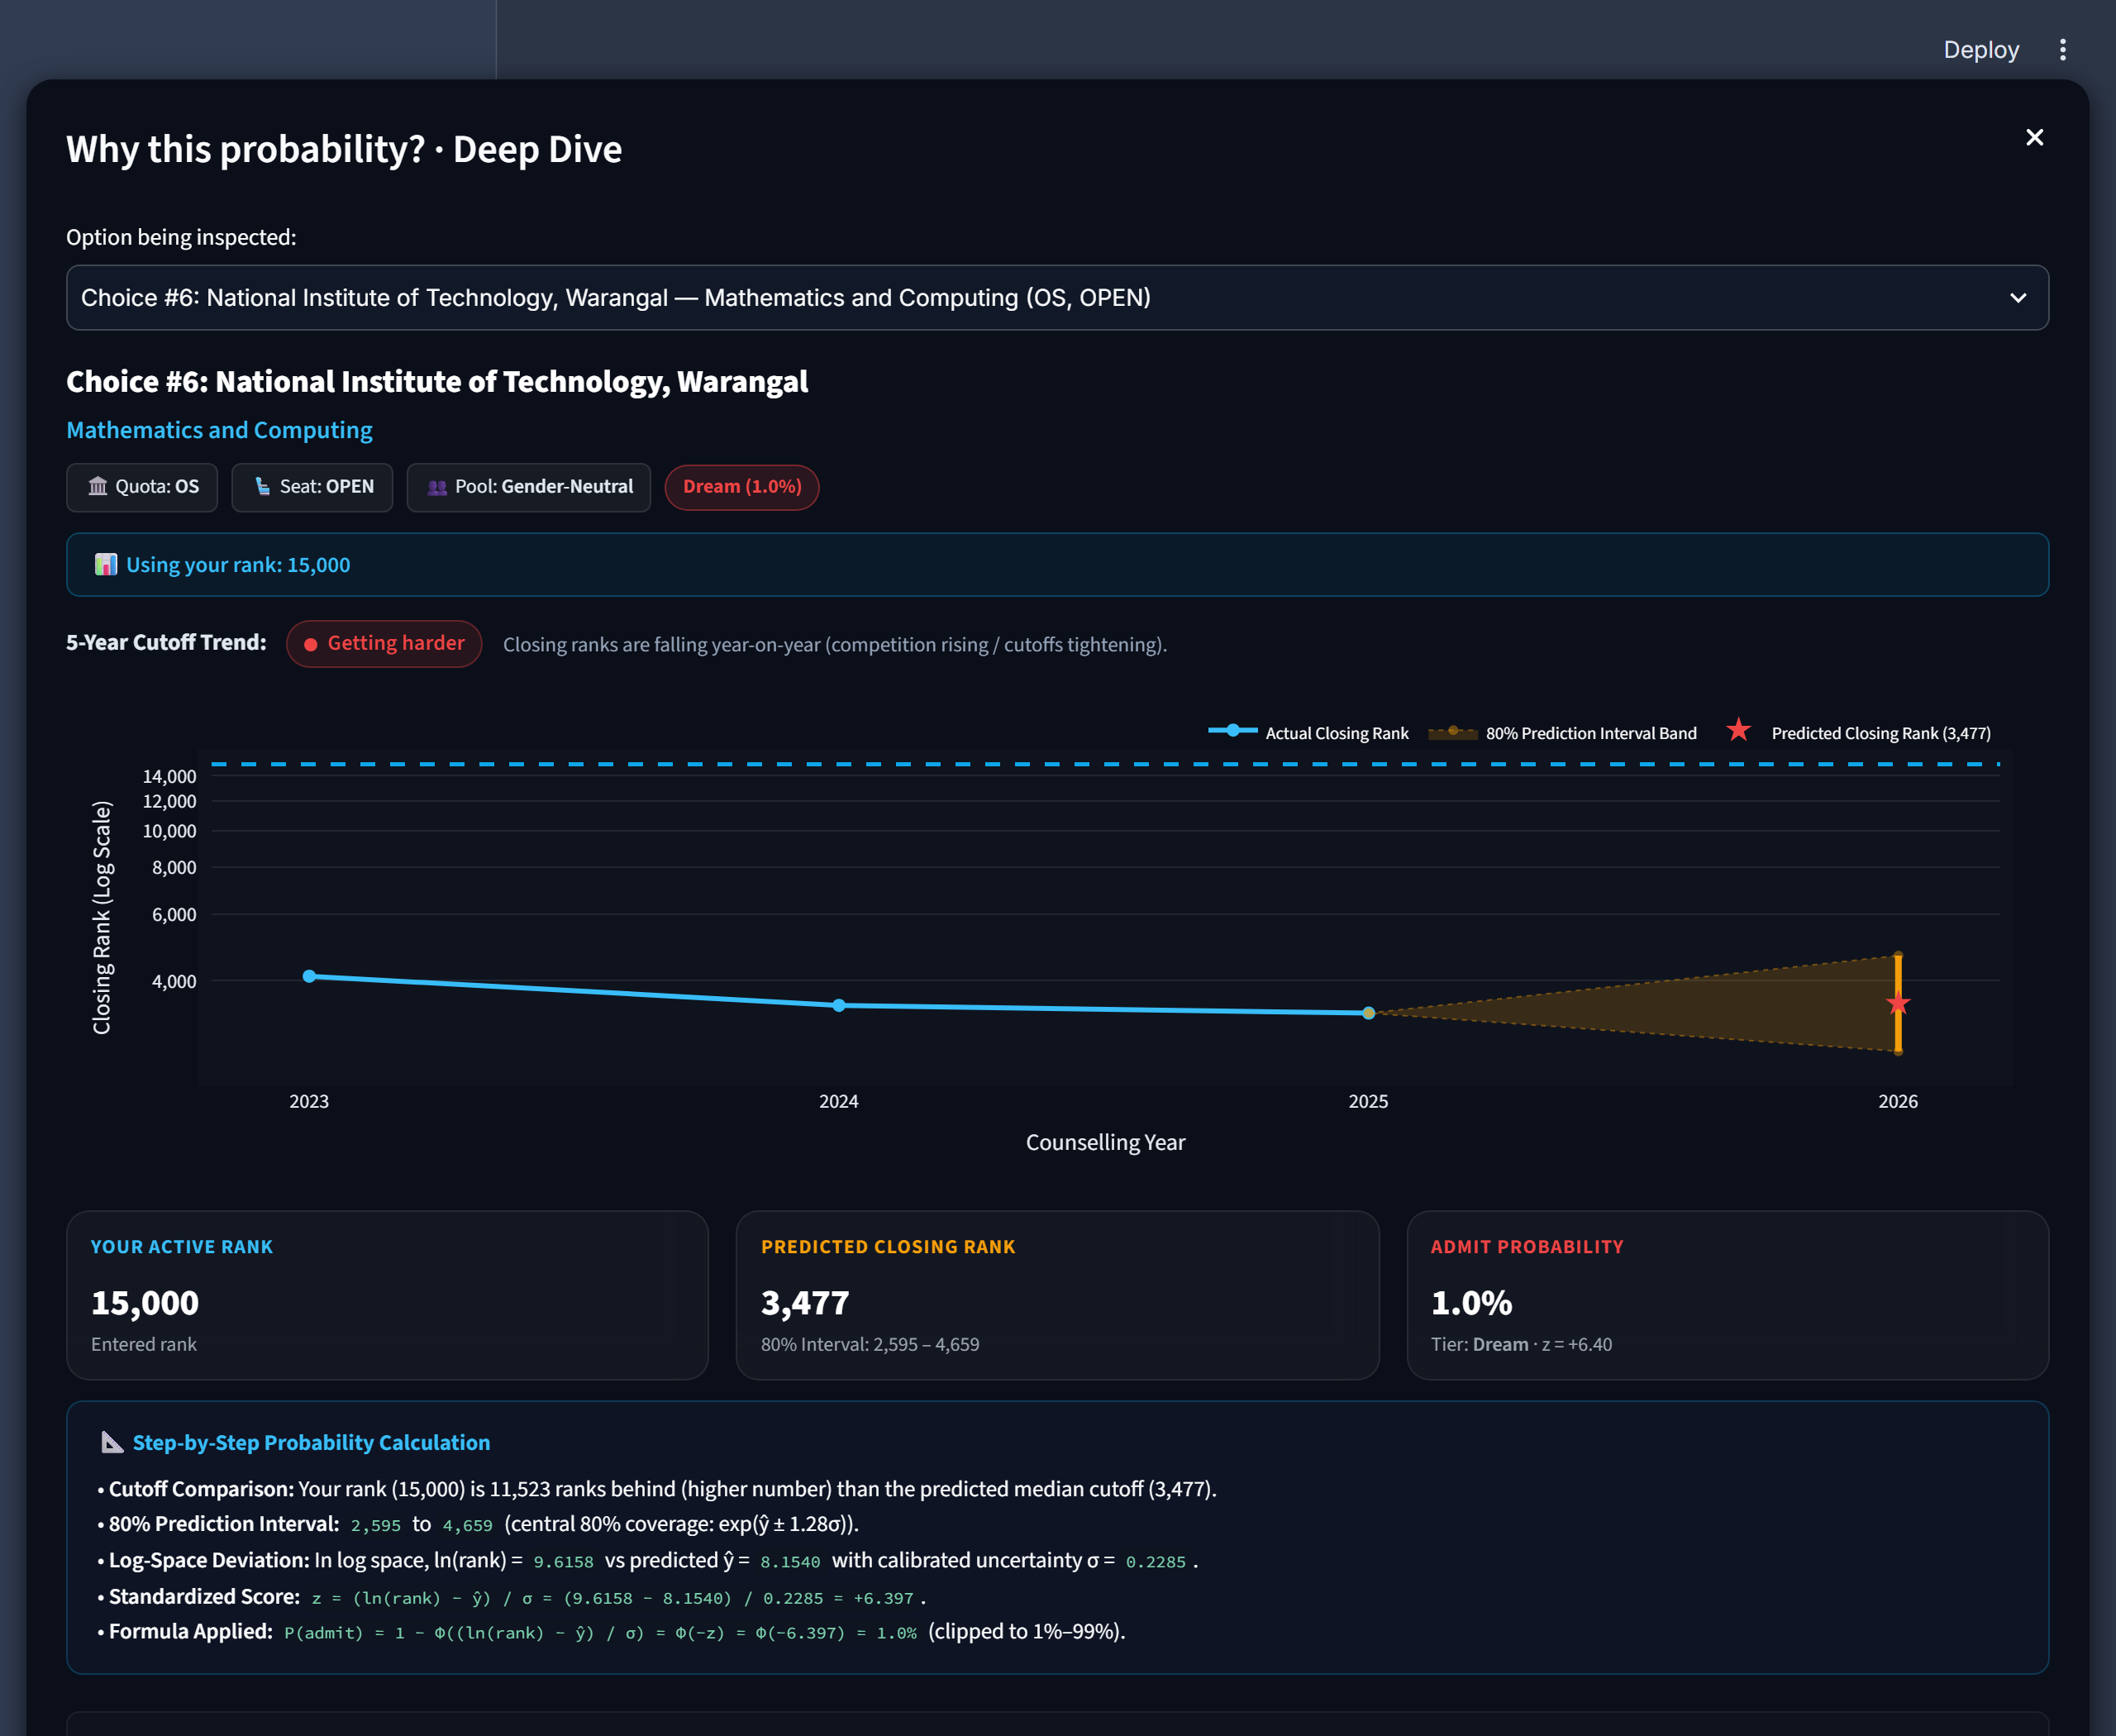 Deploy
Why this probability? · Deep Dive
Option being inspected:
Choice #6: National Institute of Technology, Warangal — Mathematics and Computing (OS, OPEN)
Choice #6: National Institute of Technology, Warangal
Mathematics and Computing
Quota: OS
Seat: OPEN
Pool: Gender-Neutral
Dream (1.0%)
Using your rank: 15,000
5-Year Cutoff Trend:
Getting harder
Closing ranks are falling year-on-year (competition rising / cutoffs tightening).
Actual Closing Rank
80% Prediction Interval Band
Predicted Closing Rank (3,477)
Closing Rank (Log Scale)
14,000
12,000
10,000
8,000
6,000
4,000
2023
2024
2025
2026
Counselling Year
YOUR ACTIVE RANK
15,000
Entered rank
PREDICTED CLOSING RANK
3,477
80% Interval: 2,595 – 4,659
ADMIT PROBABILITY
1.0%
Tier: Dream · z = +6.40
Step-by-Step Probability Calculation
• Cutoff Comparison: Your rank (15,000) is 11,523 ranks behind (higher number) than the predicted median cutoff (3,477).
• 80% Prediction Interval: 2,595 to 4,659 (central 80% coverage: exp(ŷ ± 1.28σ)).
• Log-Space Deviation: In log space, ln(rank) = 9.6158 vs predicted ŷ = 8.1540 with calibrated uncertainty σ = 0.2285 .
• Standardized Score: z = (ln(rank) − ŷ) / σ = (9.6158 − 8.1540) / 0.2285 = +6.397 .
• Formula Applied: P(admit) = 1 − Φ((ln(rank) − ŷ) / σ) = Φ(−z) = Φ(−6.397) = 1.0% (clipped to 1%–99%).